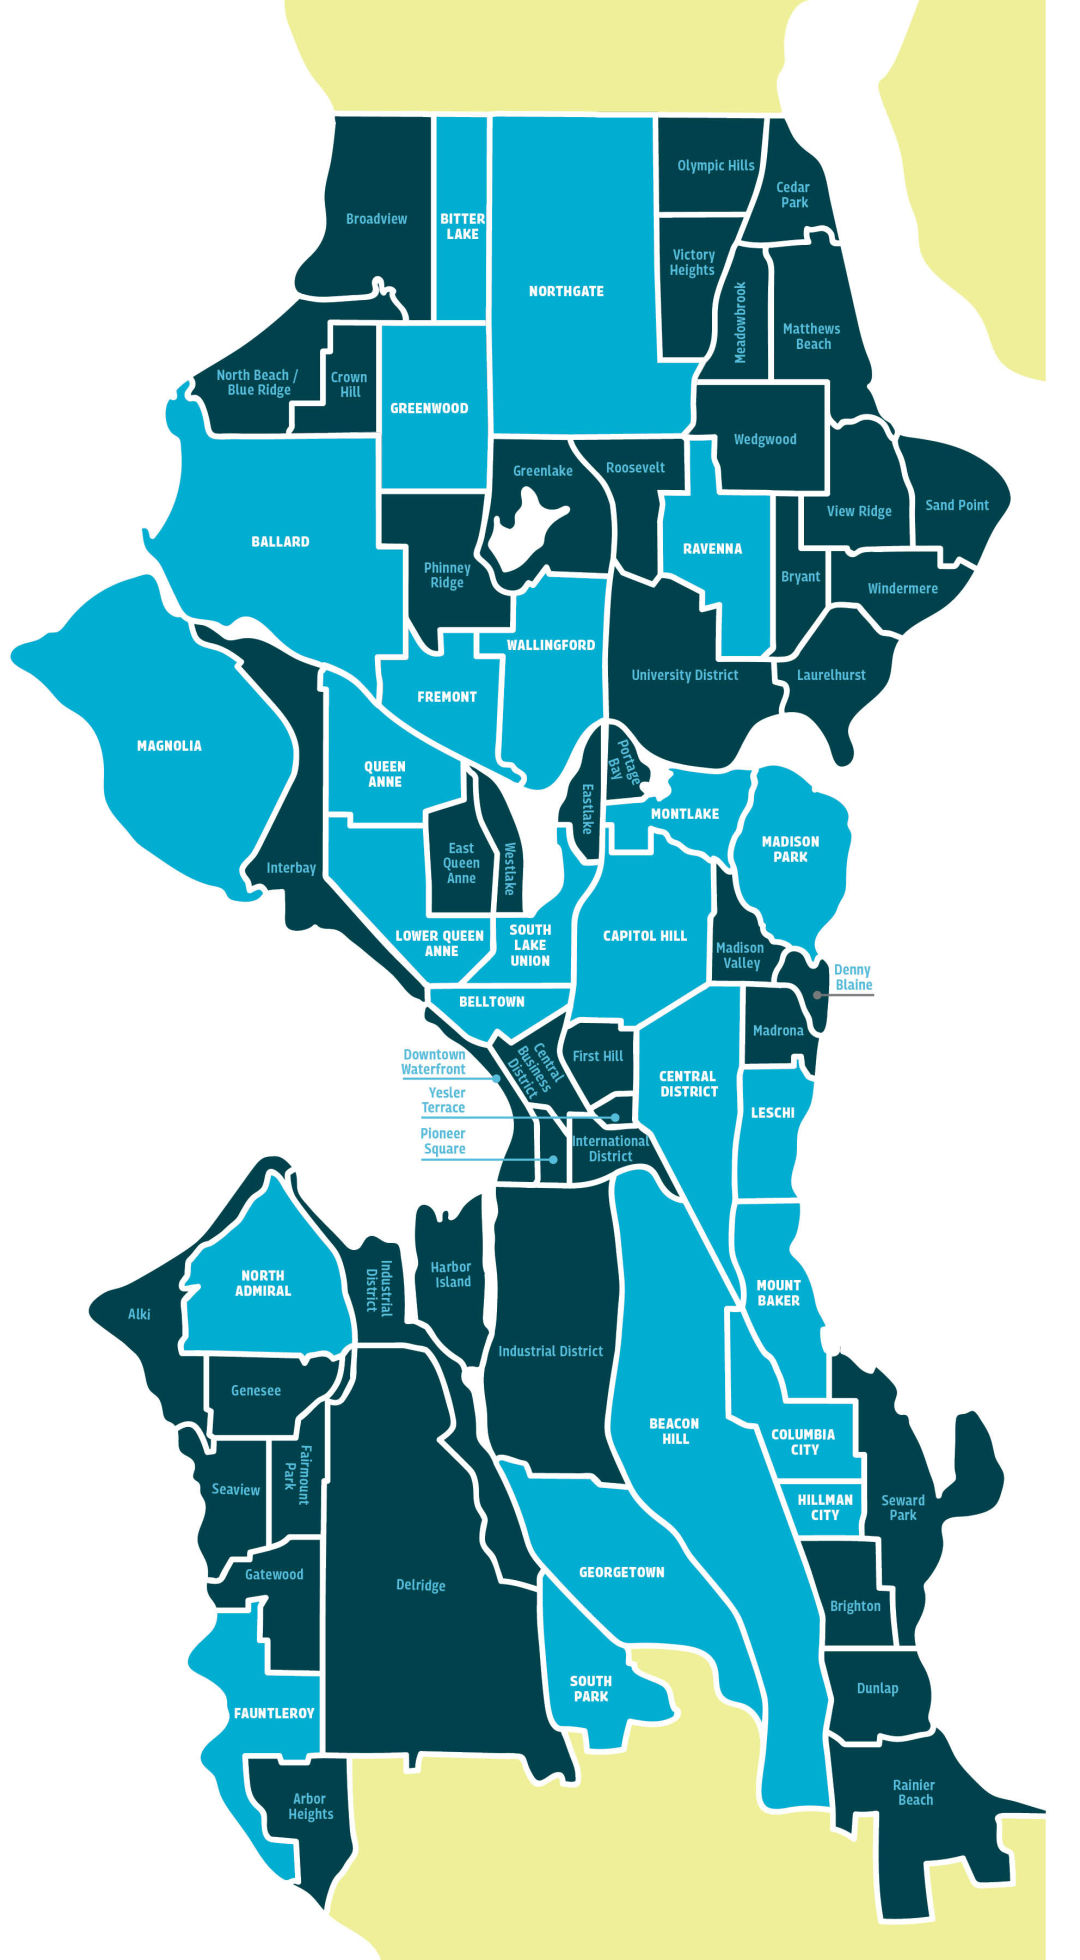 Olympic Hills
Cedar
Park
Broadview
BITTER
LAKE
Victory
Heights
NORTHGATE
Meadowbrook
Matthews
Beach
North Beach /
Blue Ridge
Crown
Hill
GREENWOOD
Wedgwood
Greenlake
Roosevelt
View Ridge
Sand Point
BALLARD
RAVENNA
Phinney
Ridge
Bryant
Windermere
WALLINGFORD
University District
Laurelhurst
FREMONT
MAGNOLIA
QUEEN
ANNE
Portage
Bay
Eastlake
MONTLAKE
MADISON
PARK
Interbay
East
Queen
Anne
Westlake
LOWER QUEEN
ANNE
SOUTH
LAKE
UNION
CAPITOL HILL
Madison
Valley
Denny
Blaine
BELLTOWN
Madrona
Downtown
Waterfront
Central
Business
District
First Hill
CENTRAL
DISTRICT
Yesler
Terrace
LESCHI
Pioneer
Square
International
District
NORTH
ADMIRAL
Industrial
District
Harbor
Island
MOUNT
BAKER
Alki
Industrial District
Genesee
BEACON
HILL
COLUMBIA
CITY
Fairmount
Park
Seaview
HILLMAN
CITY
Seward
Park
Gatewood
Delridge
GEORGETOWN
Brighton
SOUTH
PARK
Dunlap
FAUNTLEROY
Arbor
Heights
Rainier
Beach